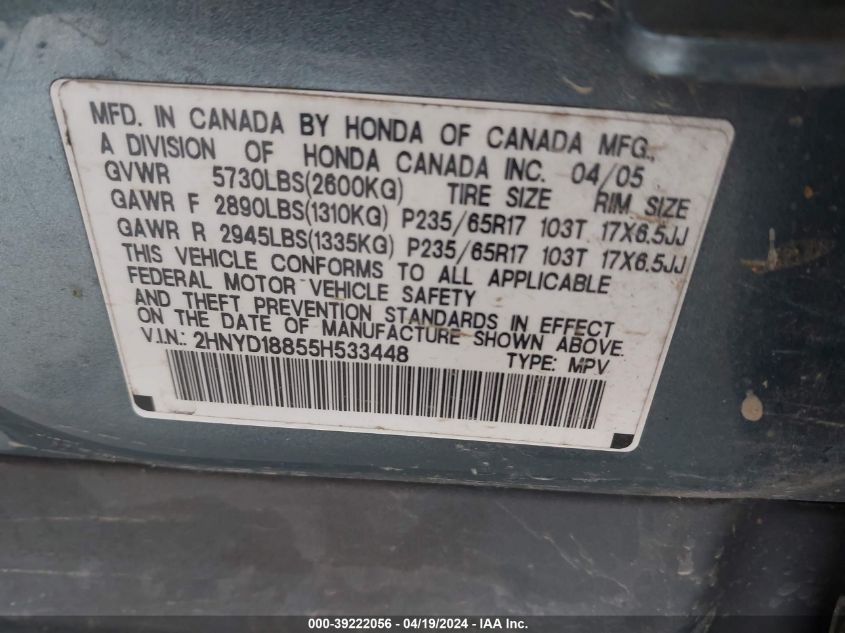 MFD. IN CANADA BY HONDA OF CANADA MFG.,
A DIVISION OF HONDA CANADA INC. 04/05
GVWR 5730LBS(2600KG) TIRE SIZE RIM SIZE
GAWR F 2890LBS(1310KG) P235/65R17 103T 17X6.5JJ
GAWR R 2945LBS(1335KG) P235/65R17 103T 17X6.5JJ
THIS VEHICLE CONFORMS TO ALL APPLICABLE
FEDERAL MOTOR VEHICLE SAFETY
AND THEFT PREVENTION STANDARDS IN EFFECT
ON THE DATE OF MANUFACTURE SHOWN ABOVE.
V.I.N.: 2HNYD18855H533448 TYPE: MPV
000-39222056 - 04/19/2024 - IAA Inc.